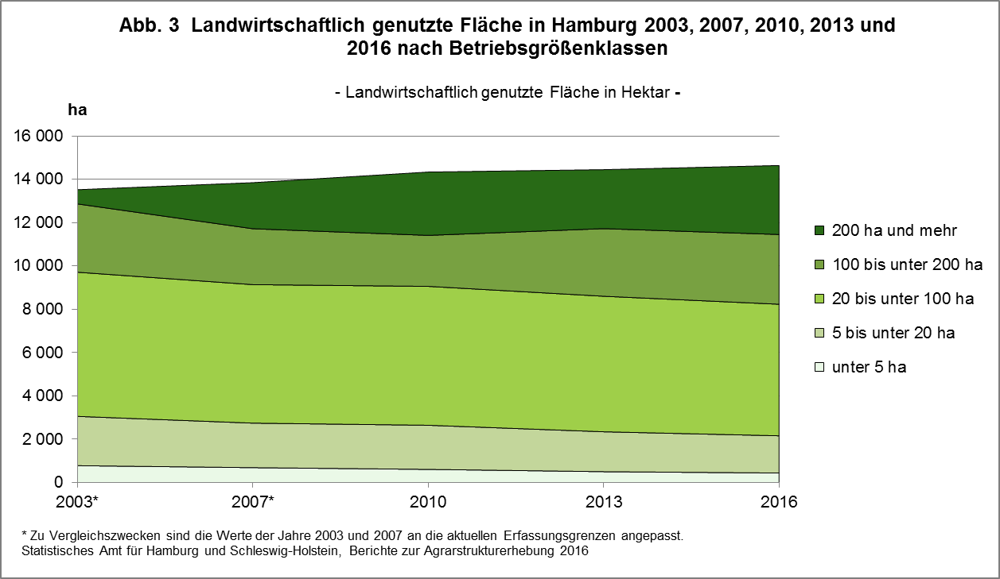 Abb. 3 Landwirtschaftlich genutzte Fläche in Hamburg 2003, 2007, 2010, 2013 und
2016 nach Betriebsgrößenklassen
- Landwirtschaftlich genutzte Fläche in Hektar -
ha
16 000
14 000
12 000
10 000
8 000
6 000
4 000
2 000
0
2003*
2007*
2010
2013
2016
200 ha und mehr
100 bis unter 200 ha
20 bis unter 100 ha
5 bis unter 20 ha
unter 5 ha
* Zu Vergleichszwecken sind die Werte der Jahre 2003 und 2007 an die aktuellen Erfassungsgrenzen angepasst.
Statistisches Amt für Hamburg und Schleswig-Holstein, Berichte zur Agrarstrukturerhebung 2016